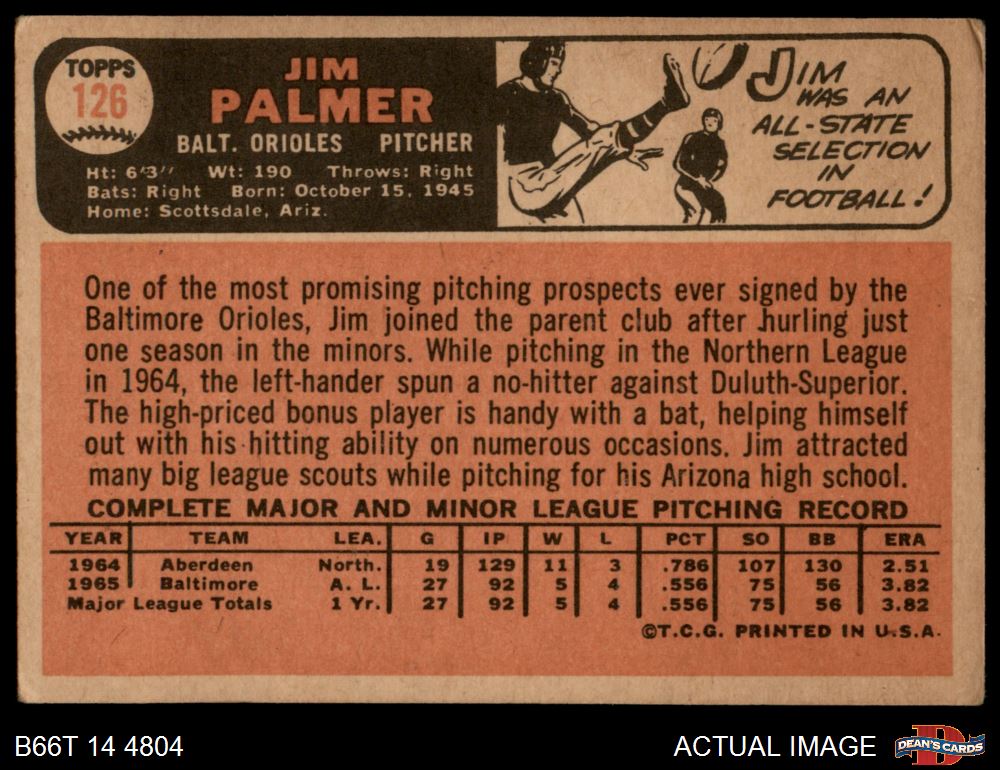 TOPPS
126
JIM
PALMER
BALT. ORIOLES PITCHER
Ht: 6'3" Wt: 190 Throws: Right
Bats: Right Born: October 15, 1945
Home: Scottsdale, Ariz.
JIM
WAS AN
ALL-STATE
SELECTION
IN
FOOTBALL!
One of the most promising pitching prospects ever signed by the
Baltimore Orioles, Jim joined the parent club after hurling just
one season in the minors. While pitching in the Northern League
in 1964, the left-hander spun a no-hitter against Duluth-Superior.
The high-priced bonus player is handy with a bat, helping himself
out with his hitting ability on numerous occasions. Jim attracted
many big league scouts while pitching for his Arizona high school.
COMPLETE MAJOR AND MINOR LEAGUE PITCHING RECORD
YEAR TEAM LEA. G IP W L PCT SO BB ERA
1964 Aberdeen North. 19 129 11 3 .786 107 130 2.51
1965 Baltimore A. L. 27 92 5 4 .556 75 56 3.82
Major League Totals 1 Yr. 27 92 5 4 .556 75 56 3.82
©T.C.G. PRINTED IN U.S.A.
B66T 14 4804 ACTUAL IMAGE
D
DEAN'S CARDS